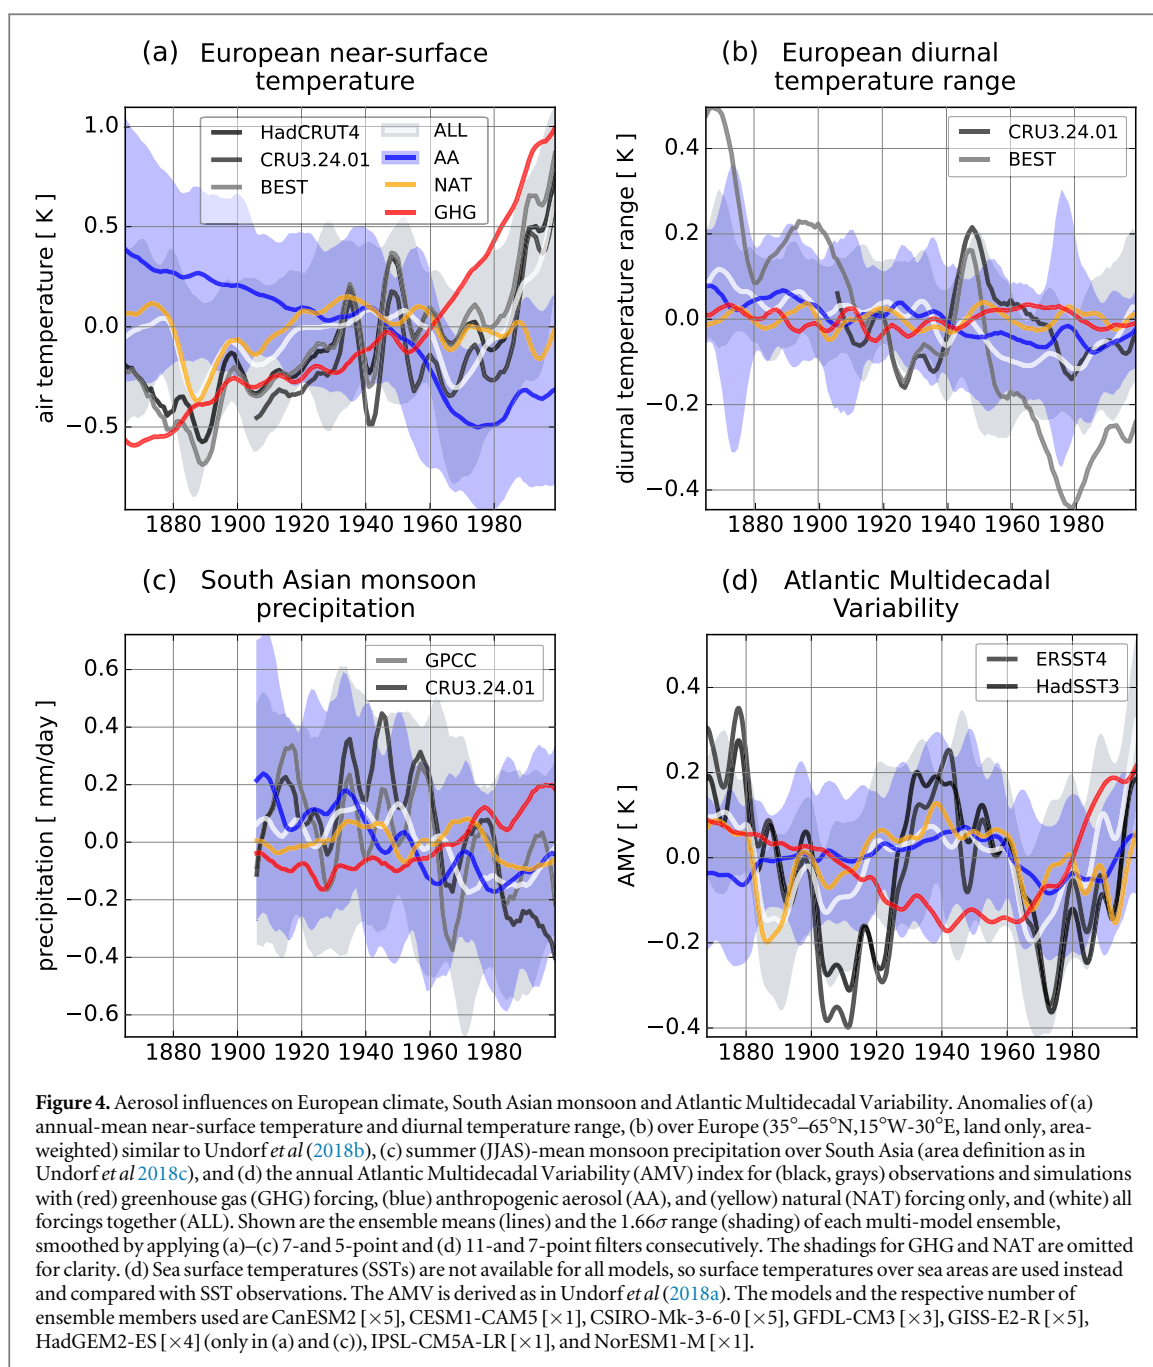 (a) European near-surface
temperature
1.0
0.5
0.0
−0.5
air temperature [ K ]
HadCRUT4
CRU3.24.01
BEST
ALL
AA
NAT
GHG
1880 1900 1920 1940 1960 1980
(b) European diurnal
temperature range
0.4
0.2
0.0
−0.2
−0.4
diurnal temperature range [ K ]
CRU3.24.01
BEST
1880 1900 1920 1940 1960 1980
(c) South Asian monsoon
precipitation
0.6
0.4
0.2
0.0
−0.2
−0.4
−0.6
precipitation [ mm/day ]
GPCC
CRU3.24.01
1880 1900 1920 1940 1960 1980
(d) Atlantic Multidecadal
Variability
0.4
0.2
0.0
−0.2
−0.4
AMV [ K ]
ERSST4
HadSST3
1880 1900 1920 1940 1960 1980
Figure 4. Aerosol influences on European climate, South Asian monsoon and Atlantic Multidecadal Variability. Anomalies of (a)
annual-mean near-surface temperature and diurnal temperature range, (b) over Europe (35°–65°N,15°W-30°E, land only, area-
weighted) similar to Undorf et al (2018b), (c) summer (JJAS)-mean monsoon precipitation over South Asia (area definition as in
Undorf et al 2018c), and (d) the annual Atlantic Multidecadal Variability (AMV) index for (black, grays) observations and simulations
with (red) greenhouse gas (GHG) forcing, (blue) anthropogenic aerosol (AA), and (yellow) natural (NAT) forcing only, and (white) all
forcings together (ALL). Shown are the ensemble means (lines) and the 1.66σ range (shading) of each multi-model ensemble,
smoothed by applying (a)–(c) 7-and 5-point and (d) 11-and 7-point filters consecutively. The shadings for GHG and NAT are omitted
for clarity. (d) Sea surface temperatures (SSTs) are not available for all models, so surface temperatures over sea areas are used instead
and compared with SST observations. The AMV is derived as in Undorf et al (2018a). The models and the respective number of
ensemble members used are CanESM2 [×5], CESM1-CAM5 [×1], CSIRO-Mk-3-6-0 [×5], GFDL-CM3 [×3], GISS-E2-R [×5],
HadGEM2-ES [×4] (only in (a) and (c)), IPSL-CM5A-LR [×1], and NorESM1-M [×1].